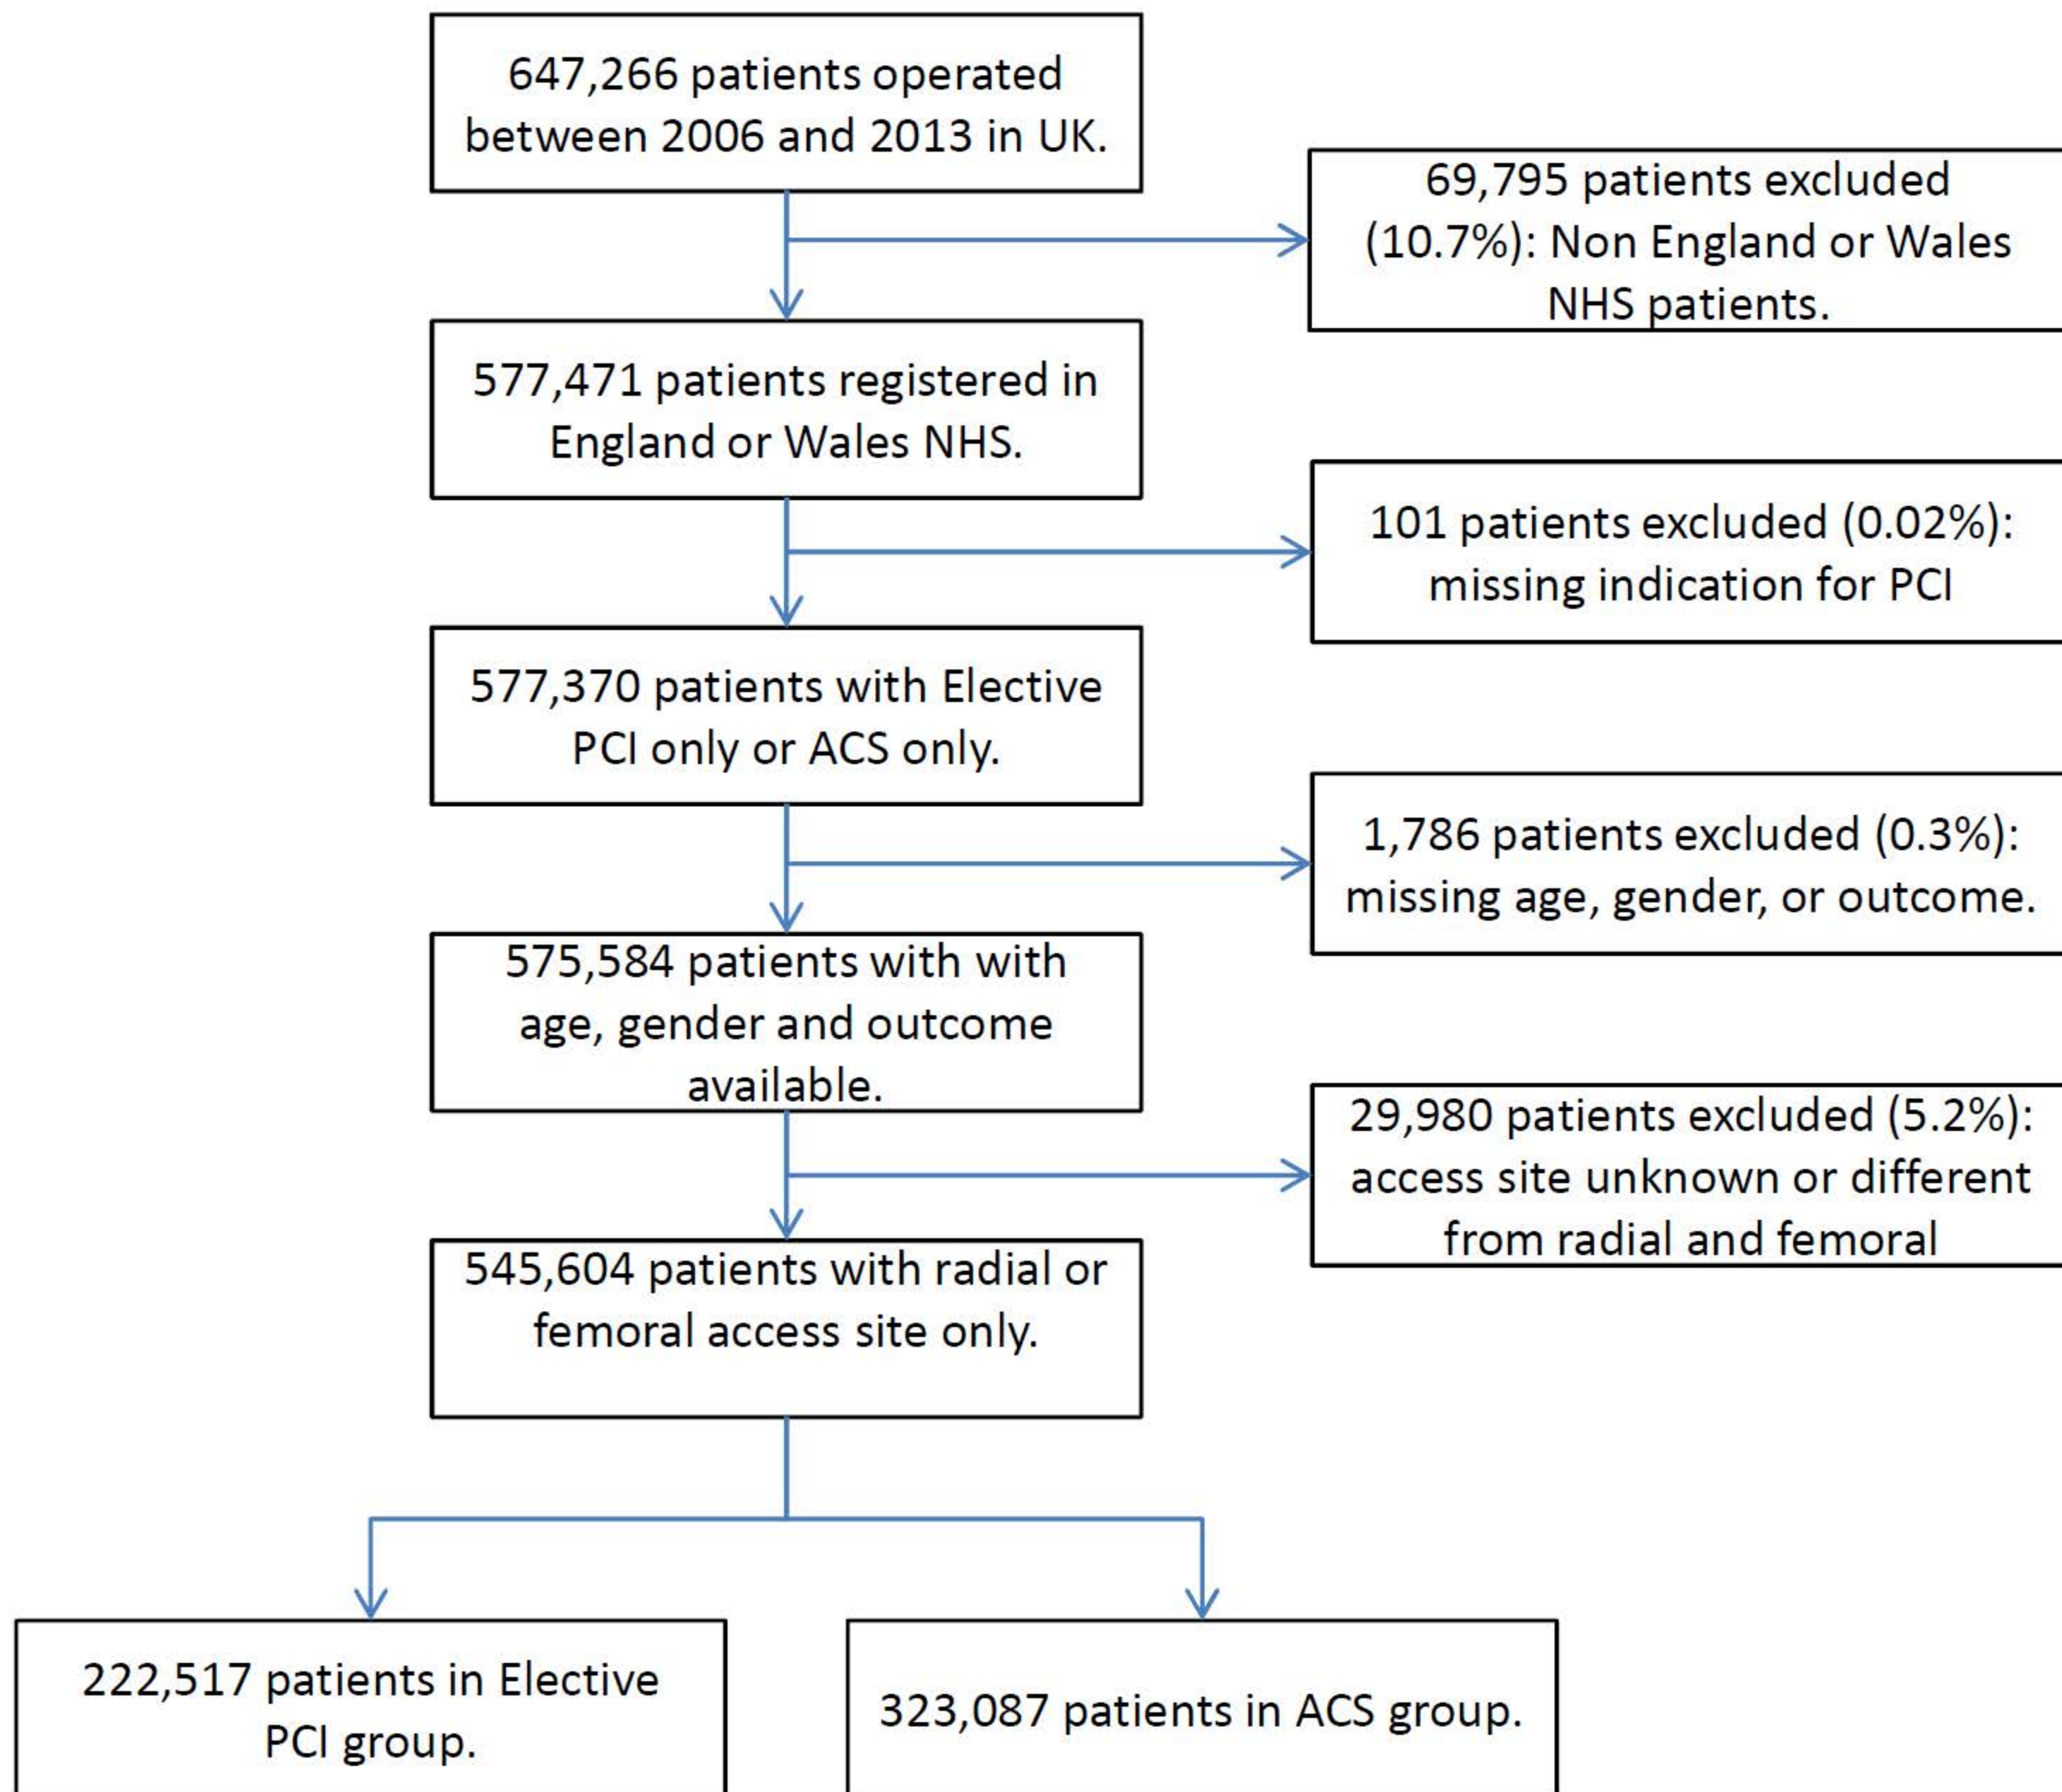 647,266 patients operated
between 2006 and 2013 in UK.
69,795 patients excluded
(10.7%): Non England or Wales
NHS patients.
577,471 patients registered in
England or Wales NHS.
101 patients excluded (0.02%):
missing indication for PCI
577,370 patients with Elective
PCI only or ACS only.
1,786 patients excluded (0.3%):
missing age, gender, or outcome.
575,584 patients with with
age, gender and outcome
available.
29,980 patients excluded (5.2%):
access site unknown or different
from radial and femoral
545,604 patients with radial or
femoral access site only.
222,517 patients in Elective
PCI group.
323,087 patients in ACS group.